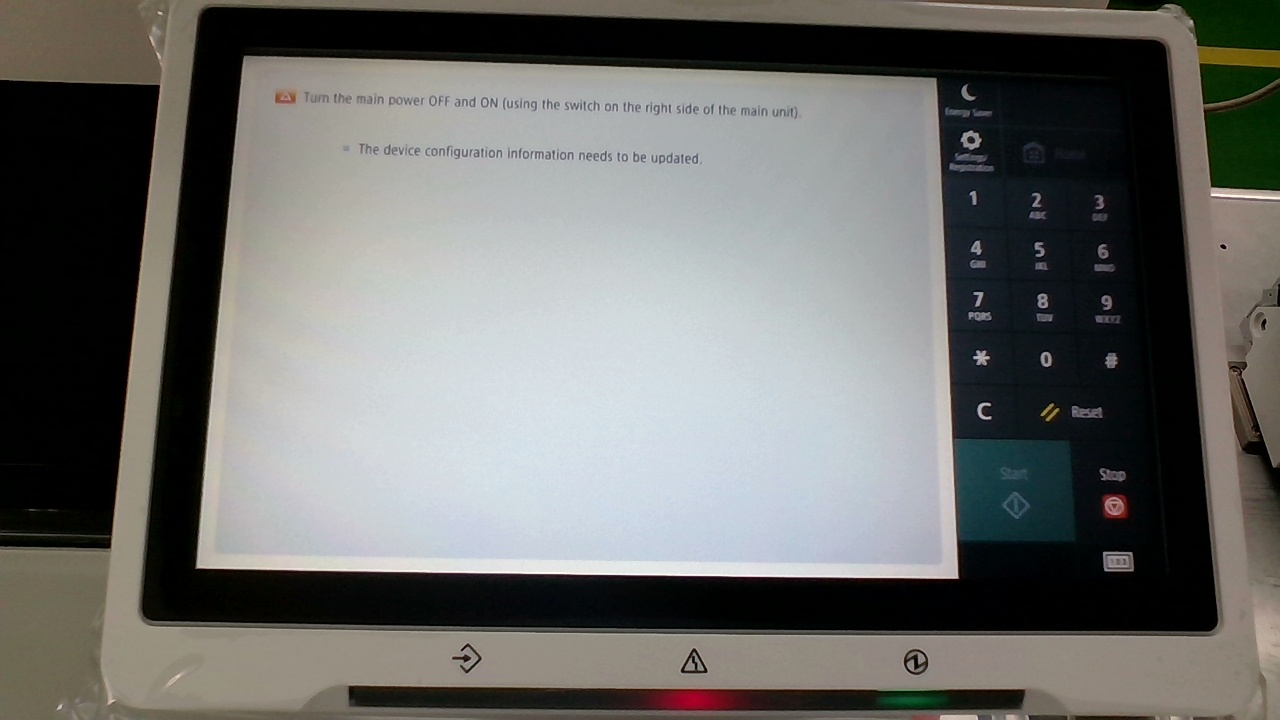 Turn the main power OFF and ON (using the switch on the right side of the main unit).
The device configuration information needs to be updated.
Energy Saver
Settings/
Registration
Home
1
2
ABC
3
DEF
4
GHI
5
JKL
6
MNO
7
PQRS
8
TUV
9
WXYZ
*
0
#
C
Reset
Start
Stop